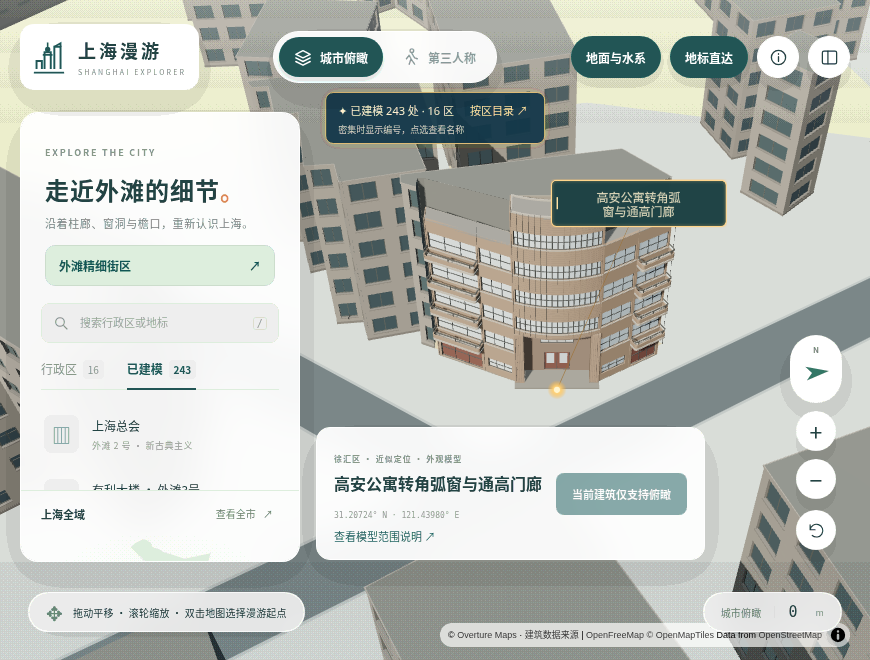 上海漫游
SHANGHAI EXPLORER
城市俯瞰
第三人称
地面与水系
地标直达
✦ 已建模 243 处 · 16 区 按区目录 ↗
密集时显示编号，点选查看名称
EXPLORE THE CITY
走近外滩的细节。
沿着柱廊、窗洞与檐口，重新认识上海。
外滩精细街区 ↗
搜索行政区或地标 /
行政区 16 已建模 243
上海总会
外滩 2 号 · 新古典主义
有利大楼 · 外滩3号
上海全域 查看全市 ↗
高安公寓转角弧
窗与通高门廊
徐汇区 · 近似定位 · 外观模型
高安公寓转角弧窗与通高门廊
当前建筑仅支持俯瞰
31.20724° N · 121.43980° E
查看模型范围说明 ↗
N
+
−
拖动平移 · 滚轮缩放 · 双击地图选择漫游起点
城市俯瞰 0 m
© Overture Maps · 建筑数据来源 | OpenFreeMap © OpenMapTiles Data from OpenStreetMap